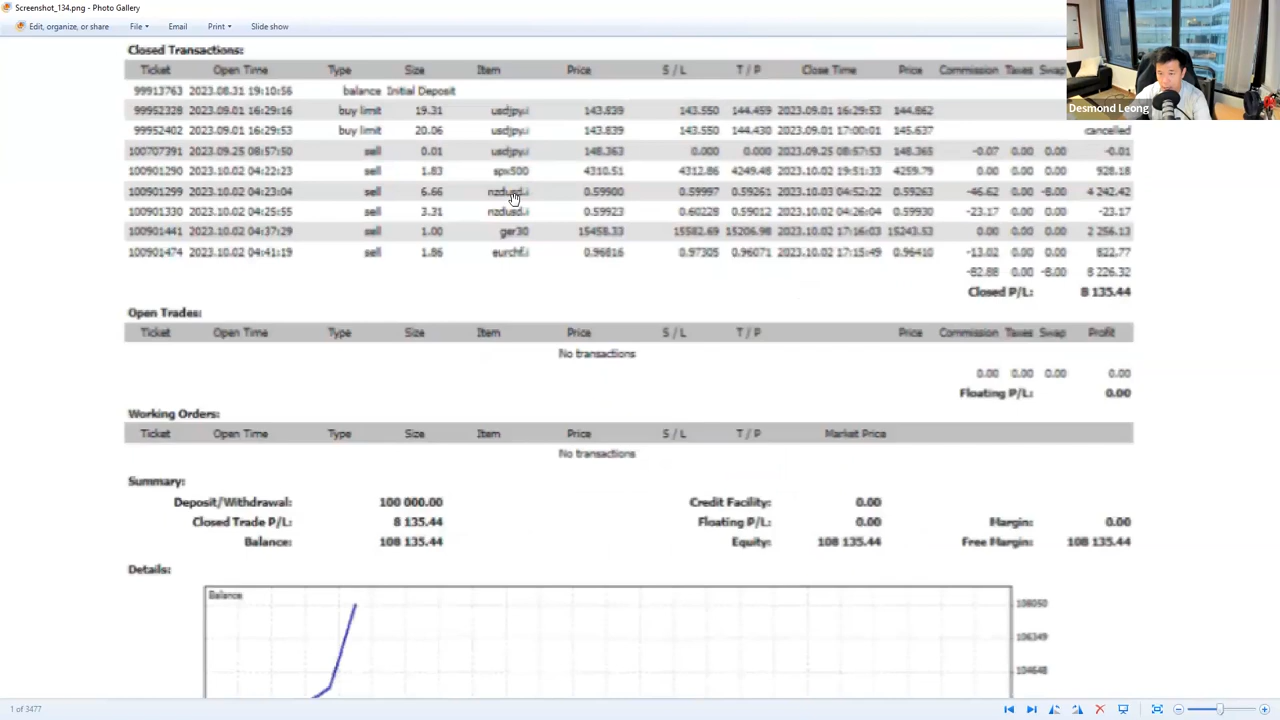 Screenshot_134.png - Photo Gallery
Edit, organize, or share File Email Print Slide show
Desmond Leong
Closed Transactions:
Ticket Open Time Type Size Item Price S / L T / P Close Time Price Commission Taxes Swap
99913763 2023.08.31 19:10:56 balance Initial Deposit
99952328 2023.09.01 16:29:16 buy limit 19.31 usdjpy.i 143.839 143.550 144.459 2023.09.01 16:29:53 144.862
99952402 2023.09.01 16:29:53 buy limit 20.06 usdjpy.i 143.839 143.550 144.430 2023.09.01 17:00:01 145.637 cancelled
100707391 2023.09.25 08:57:50 sell 0.01 usdjpy.i 148.363 0.000 0.000 2023.09.25 08:57:53 148.365 -0.07 0.00 0.00 -0.01
100901290 2023.10.02 04:22:23 sell 1.83 spx500 4310.51 4312.86 4249.48 2023.10.02 19:51:33 4259.79 0.00 0.00 0.00 928.18
100901299 2023.10.02 04:23:04 sell 6.66 nzdusd.i 0.59900 0.59997 0.59261 2023.10.03 04:52:22 0.59263 -46.62 0.00 -8.00 4 242.42
100901330 2023.10.02 04:25:55 sell 3.31 nzdusd.i 0.59923 0.60228 0.59012 2023.10.02 04:26:04 0.59930 -23.17 0.00 0.00 -23.17
100901441 2023.10.02 04:37:29 sell 1.00 ger30 15458.33 15582.69 15206.98 2023.10.02 17:16:03 15243.53 0.00 0.00 0.00 2 256.13
100901474 2023.10.02 04:41:19 sell 1.86 eurchf.i 0.96816 0.97305 0.96071 2023.10.02 17:15:49 0.96410 -13.02 0.00 0.00 822.77
-82.88 0.00 -8.00 8 226.32
Closed P/L: 8 135.44
Open Trades:
Ticket Open Time Type Size Item Price S / L T / P Price Commission Taxes Swap Profit
No transactions
0.00 0.00 0.00 0.00
Floating P/L: 0.00
Working Orders:
Ticket Open Time Type Size Item Price S / L T / P Market Price
No transactions
Summary:
Deposit/Withdrawal: 100 000.00 Credit Facility: 0.00
Closed Trade P/L: 8 135.44 Floating P/L: 0.00 Margin: 0.00
Balance: 108 135.44 Equity: 108 135.44 Free Margin: 108 135.44
Details:
Balance
108050
106349
104648
1 of 3477